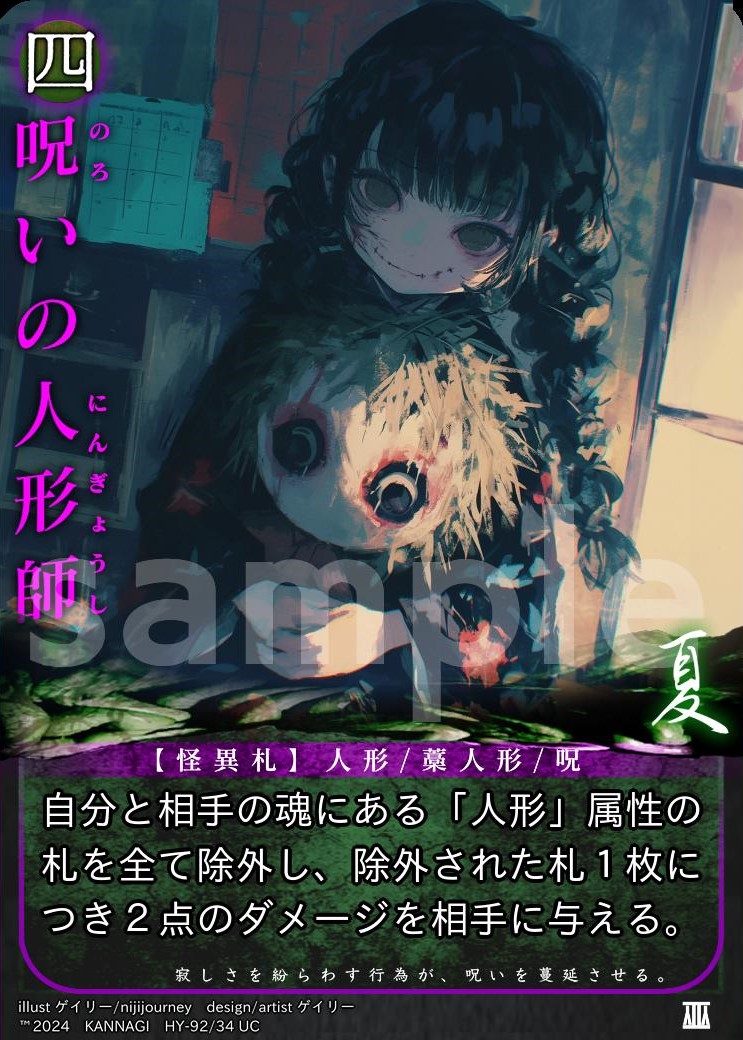 四
呪いの人形師
のろ
にんぎょうし
sample
夏
【怪異札】人形/藁人形/呪
自分と相手の魂にある「人形」属性の
札を全て除外し、除外された札１枚に
つき２点のダメージを相手に与える。
寂しさを紛らわす行為が、呪いを蔓延させる。
illust ゲイリー/nijijourney design/artist ゲイリー
™2024 KANNAGI HY-92/34 UC